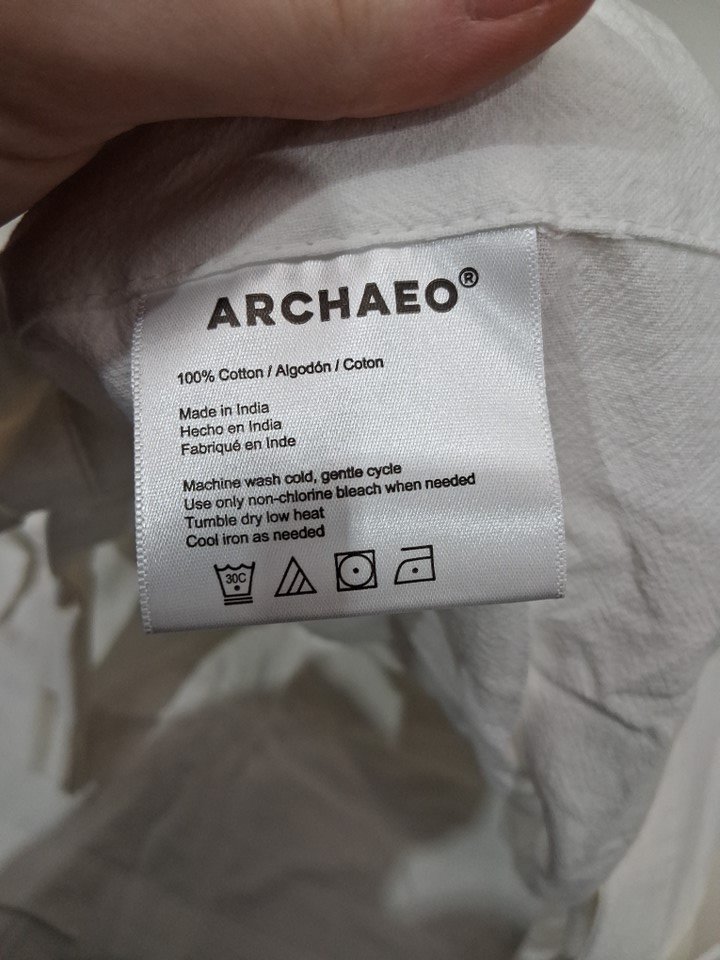 ARCHAEO®
100% Cotton / Algodón / Coton
Made in India
Hecho en India
Fabriqué en Inde
Machine wash cold, gentle cycle
Use only non-chlorine bleach when needed
Tumble dry low heat
Cool iron as needed
30C